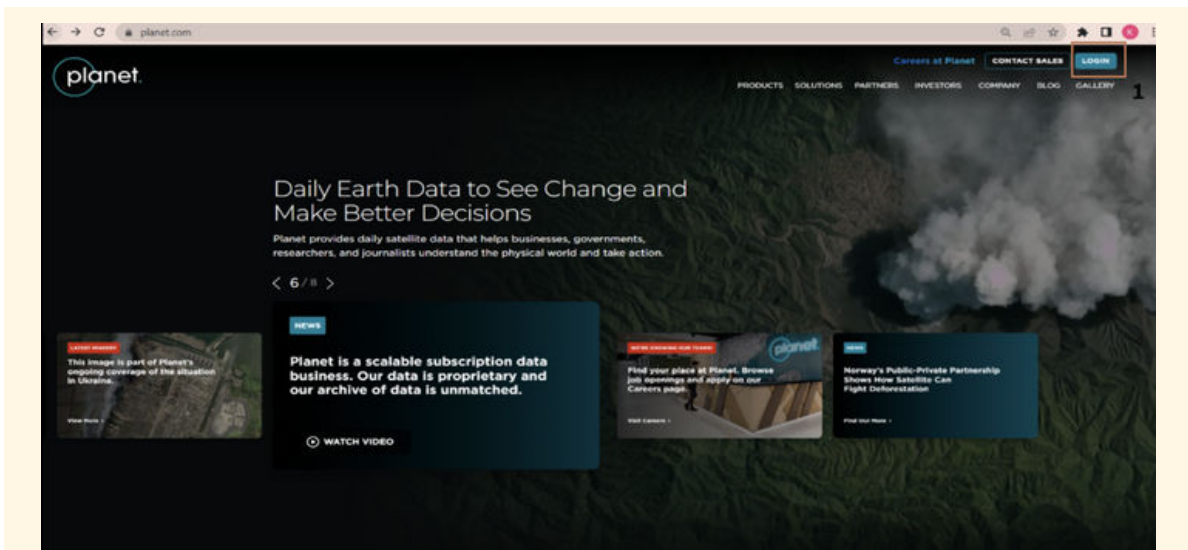 planet.com
planet.
Careers at Planet
CONTACT SALES
LOGIN
PRODUCTS SOLUTIONS PARTNERS INVESTORS COMPANY BLOG GALLERY
1
Daily Earth Data to See Change and
Make Better Decisions
Planet provides daily satellite data that helps businesses, governments,
researchers, and journalists understand the physical world and take action.
6/8
LATEST IMAGERY
This image is part of Planet's
ongoing coverage of the situation
in Ukraine.
View More
NEWS
Planet is a scalable subscription data
business. Our data is proprietary and
our archive of data is unmatched.
WATCH VIDEO
planet
WE'RE GROWING OUR TEAM!
Find your place at Planet. Browse
job openings and apply on our
Careers page.
Visit Careers
NEWS
Norway's Public-Private Partnership
Shows How Satellite Can
Fight Deforestation
Find Out More